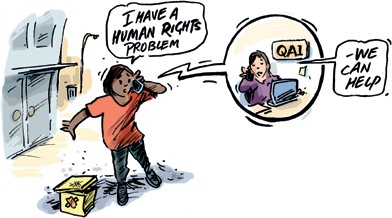 I HAVE A
HUMAN RIGHTS
PROBLEM
QAI
-WE
CAN
HELP.